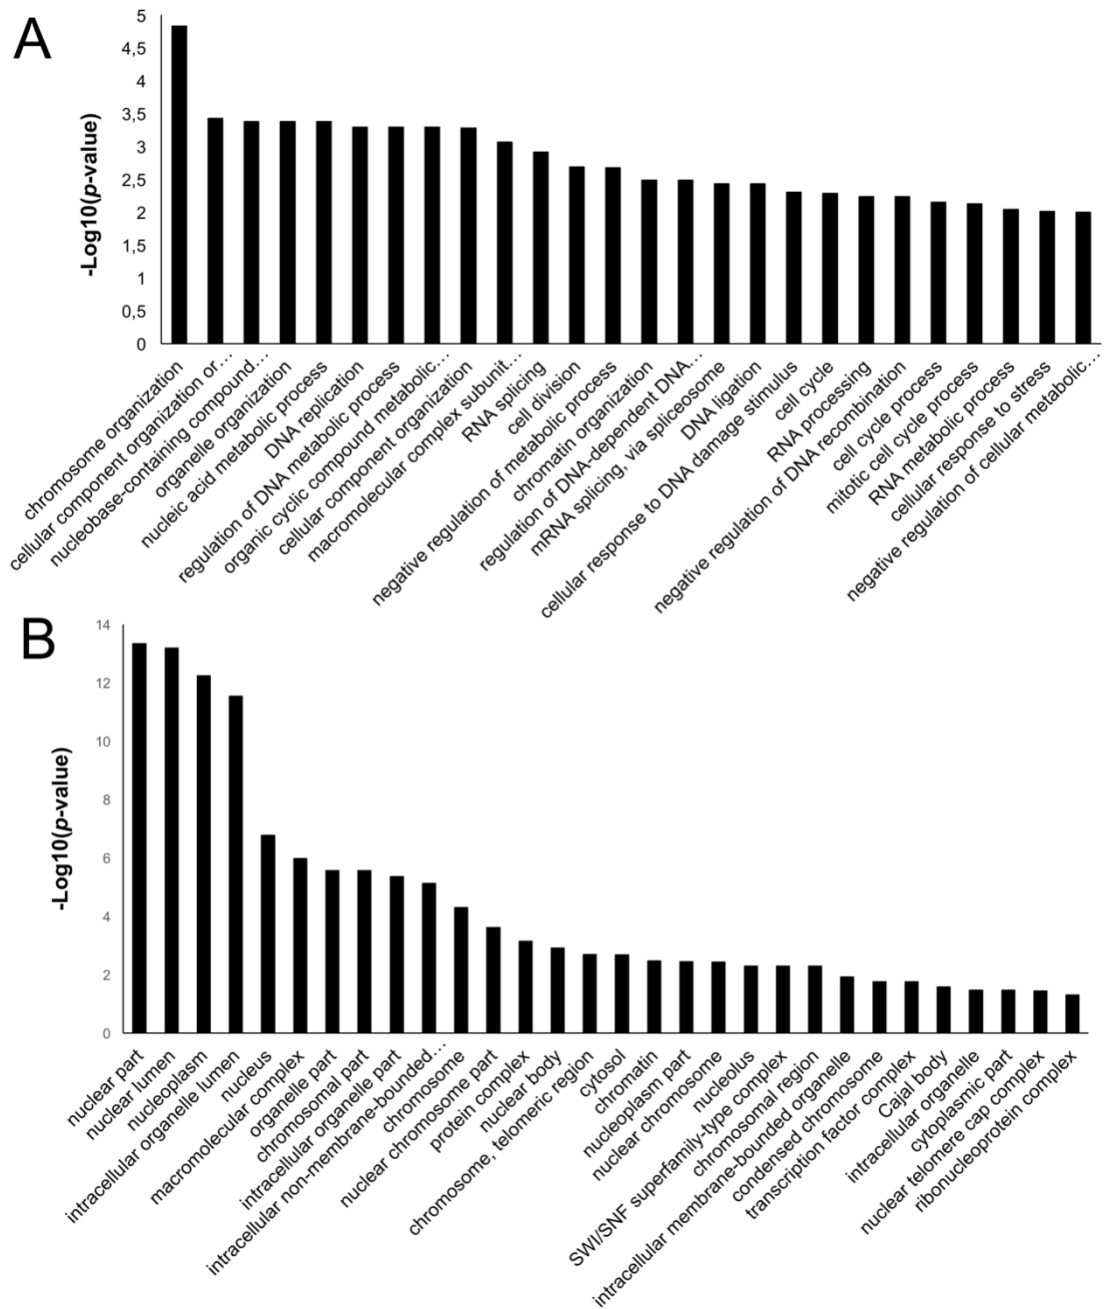 A
-Log10(p-value)
5
4,5
4
3,5
3
2,5
2
1,5
1
0,5
0
chromosome organization
cellular component organization of…
nucleobase-containing compound…
organelle organization
nucleic acid metabolic process
DNA replication
regulation of DNA metabolic process
organic cyclic compound metabolic…
cellular component organization
macromolecular complex subunit…
RNA splicing
cell division
negative regulation of metabolic process
chromatin organization
regulation of DNA-dependent DNA…
mRNA splicing, via spliceosome
DNA ligation
cellular response to DNA damage stimulus
cell cycle
RNA processing
negative regulation of DNA recombination
cell cycle process
mitotic cell cycle process
RNA metabolic process
cellular response to stress
negative regulation of cellular metabolic…
B
-Log10(p-value)
14
12
10
8
6
4
2
0
nuclear part
nuclear lumen
nucleoplasm
intracellular organelle lumen
nucleus
macromolecular complex
organelle part
chromosomal part
intracellular organelle part
intracellular non-membrane-bounded…
chromosome
nuclear chromosome part
protein complex
nuclear body
chromosome, telomeric region
cytosol
chromatin
nucleoplasm part
nuclear chromosome
nucleolus
SWI/SNF superfamily-type complex
chromosomal region
intracellular membrane-bounded organelle
condensed chromosome
transcription factor complex
Cajal body
intracellular organelle
cytoplasmic part
nuclear telomere cap complex
ribonucleoprotein complex